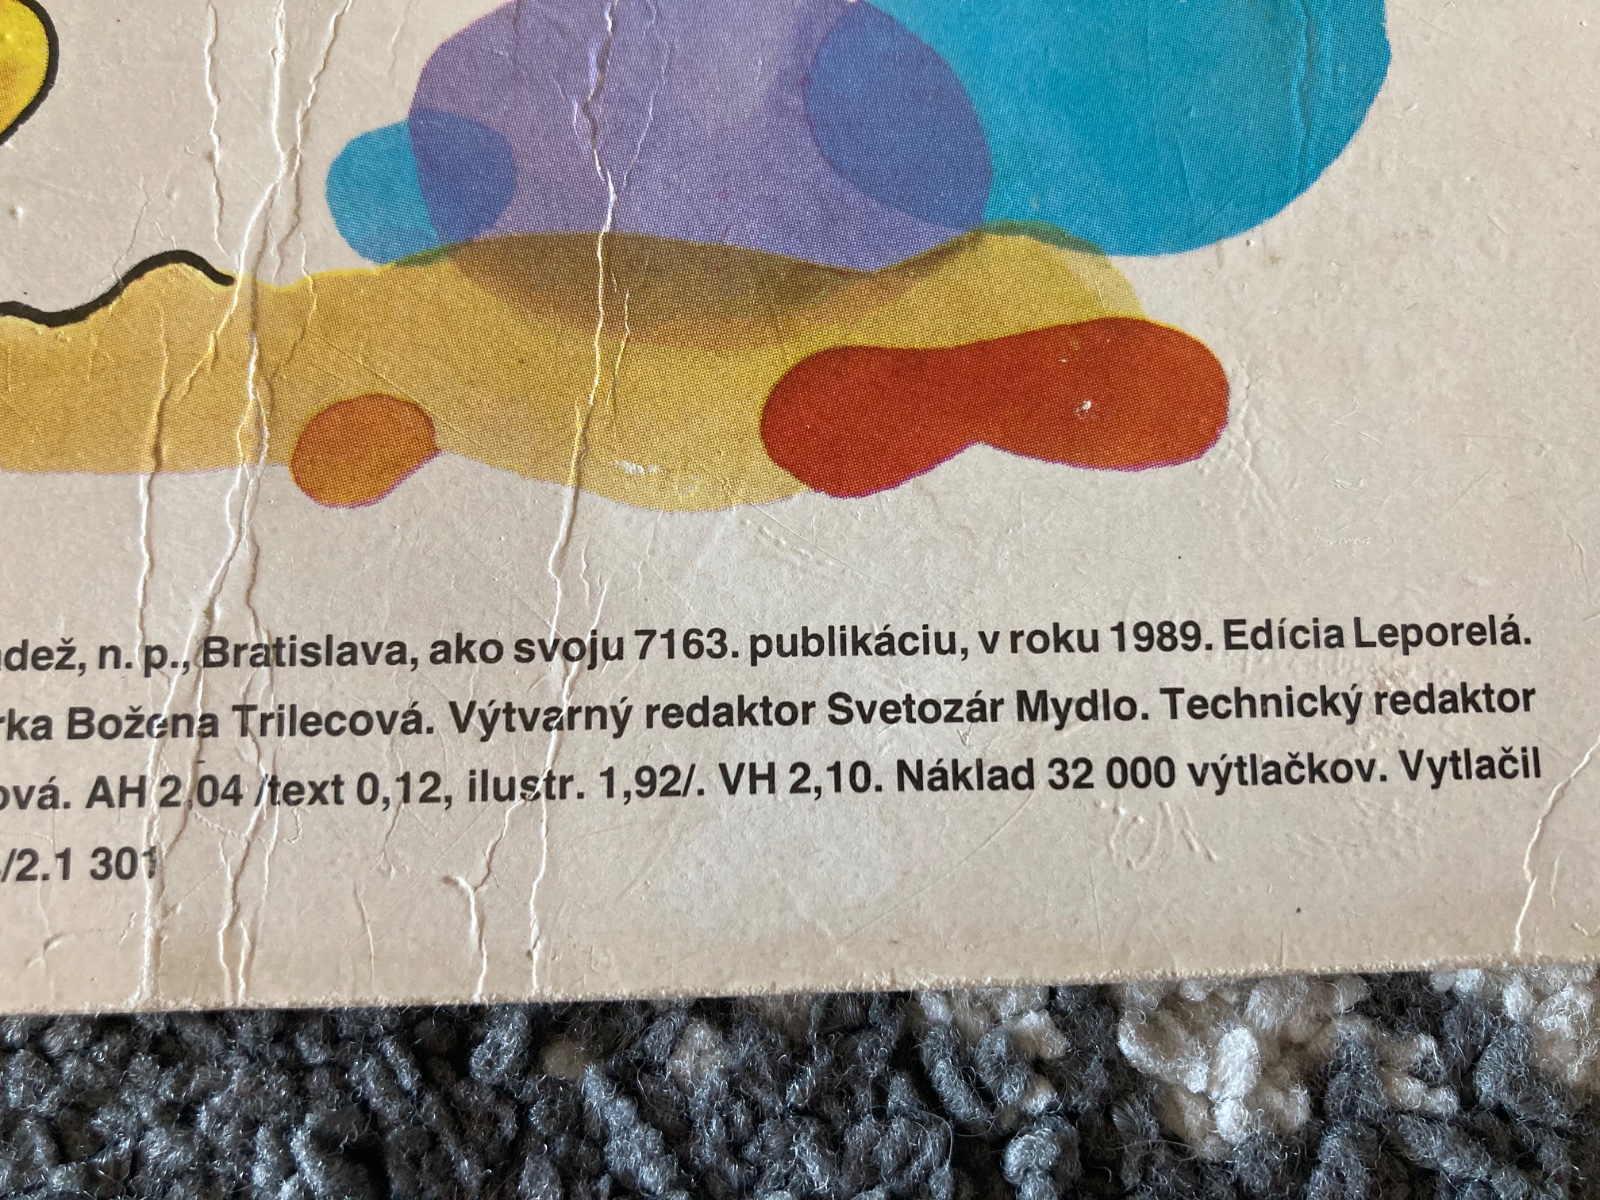 dež, n. p., Bratislava, ako svoju 7163. publikáciu, v roku 1989. Edícia Leporelá.
rka Božena Trilecová. Výtvarný redaktor Svetozár Mydlo. Technický redaktor
ová. AH 2,04 /text 0,12, ilustr. 1,92/. VH 2,10. Náklad 32 000 výtlačkov. Vytlačil
/2.1 301